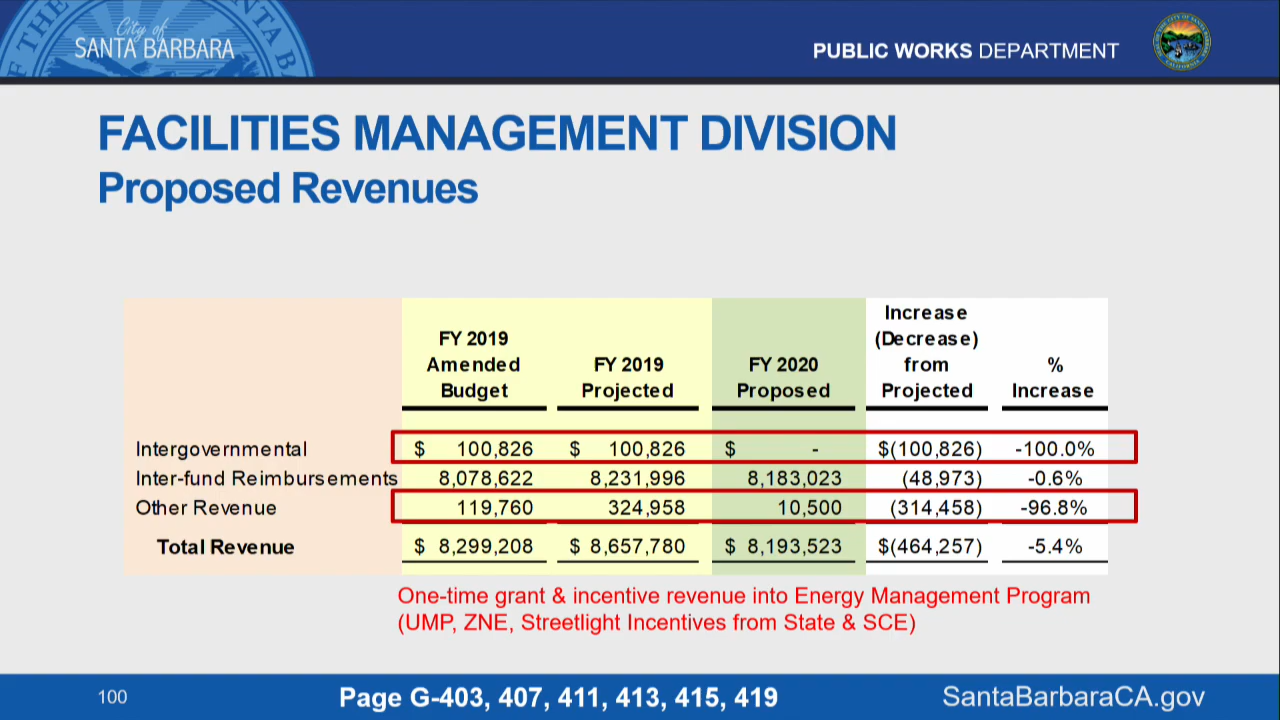 City of
SANTA BARBARA
PUBLIC WORKS DEPARTMENT
FACILITIES MANAGEMENT DIVISION
Proposed Revenues
FY 2019 Amended Budget FY 2019 Projected FY 2020 Proposed Increase (Decrease) from Projected % Increase
Intergovernmental $ 100,826 $ 100,826 $ - $(100,826) -100.0%
Inter-fund Reimbursements 8,078,622 8,231,996 8,183,023 (48,973) -0.6%
Other Revenue 119,760 324,958 10,500 (314,458) -96.8%
Total Revenue $ 8,299,208 $ 8,657,780 $ 8,193,523 $(464,257) -5.4%
One-time grant & incentive revenue into Energy Management Program
(UMP, ZNE, Streetlight Incentives from State & SCE)
100
Page G-403, 407, 411, 413, 415, 419
SantaBarbaraCA.gov